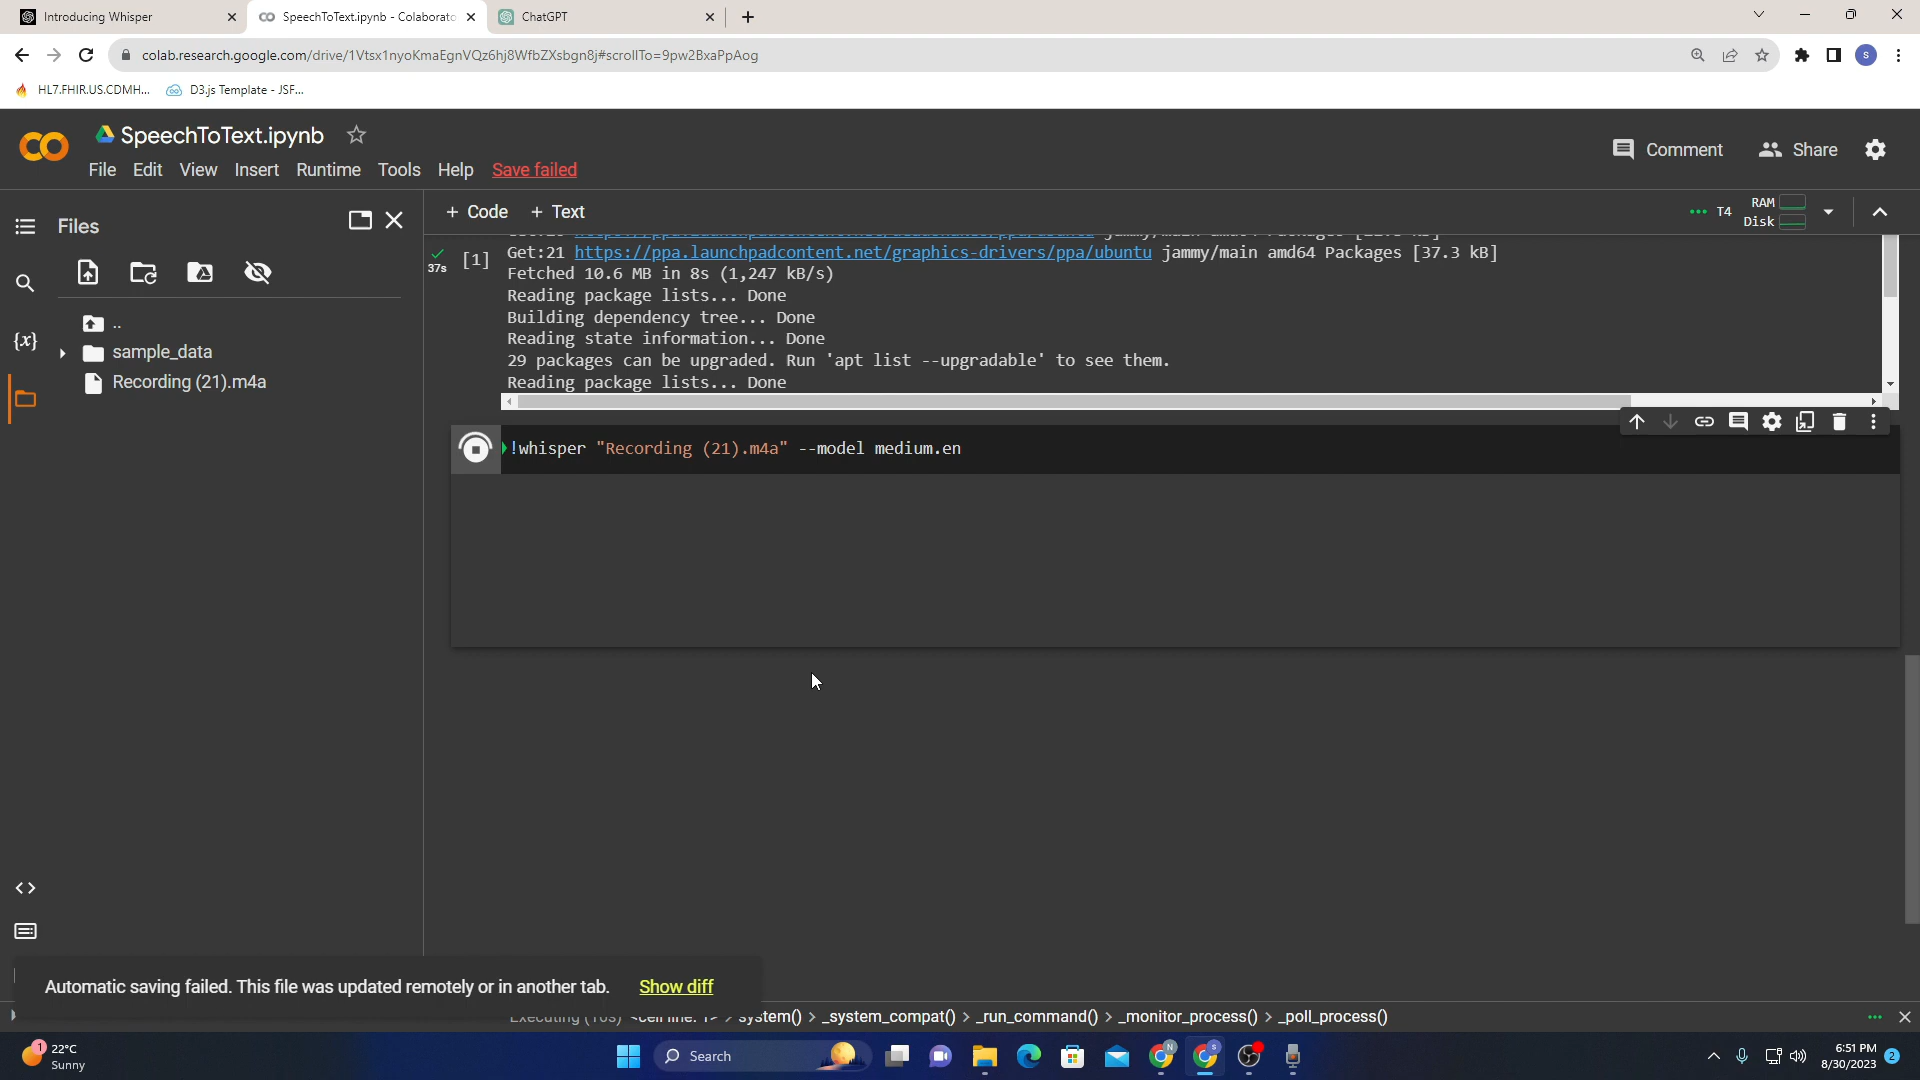 Introducing Whisper
SpeechToText.ipynb - Colaborato
ChatGPT
colab.research.google.com/drive/1Vtsx1nyoKmaEgnVQz6hj8WfbZXsbgn8j#scrollTo=9pw2BxaPpAog
S
HL7.FHIR.US.CDMH...
D3.js Template - JSF...
SpeechToText.ipynb
Comment
Share
File Edit View Insert Runtime Tools Help Save failed
Files
+ Code + Text
T4
RAM
Disk
..
sample_data
Recording (21).m4a
{x}
37s
[1]
Get:21 https://ppa.launchpadcontent.net/graphics-drivers/ppa/ubuntu jammy/main amd64 Packages [37.3 kB]
Fetched 10.6 MB in 8s (1,247 kB/s)
Reading package lists... Done
Building dependency tree... Done
Reading state information... Done
29 packages can be upgraded. Run 'apt list --upgradable' to see them.
Reading package lists... Done
!whisper "Recording (21).m4a" --model medium.en
Automatic saving failed. This file was updated remotely or in another tab. Show diff
system() > _system_compat() > _run_command() > _monitor_process() > _poll_process()
1
22°C
Sunny
Search
N
S
6:51 PM
8/30/2023
2